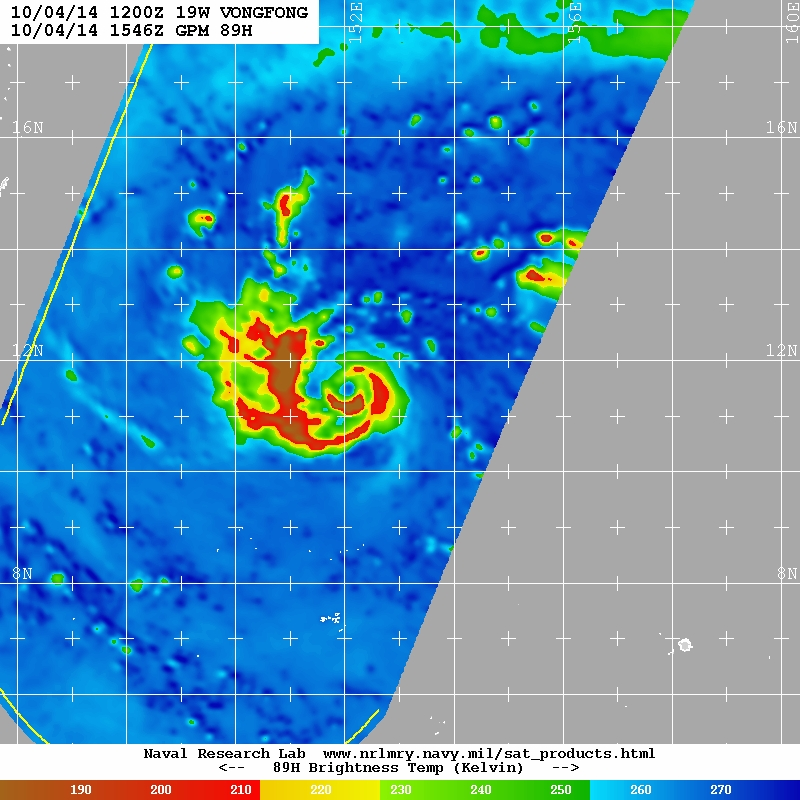 10/04/14 1200Z 19W VONGFONG
10/04/14 1546Z GPM 89H
152E
156E
160E
16N
16N
12N
12N
8N
8N
Naval Research Lab www.nrlmry.navy.mil/sat_products.html
<-- 89H Brightness Temp (Kelvin) -->
190 200 210 220 230 240 250 260 270